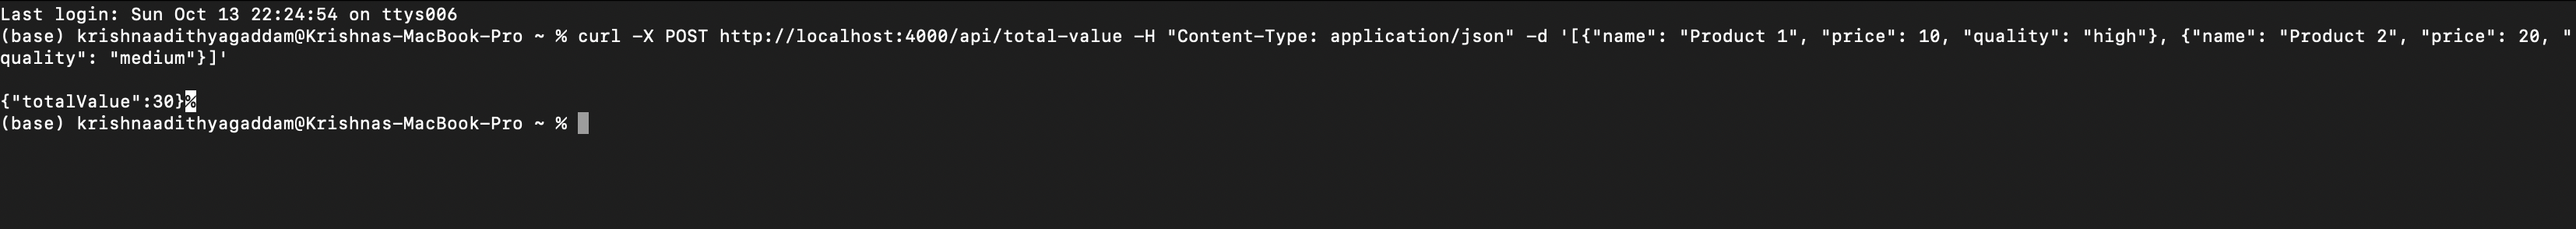 Last login: Sun Oct 13 22:24:54 on ttys006
(base) krishnaadithyagaddam@Krishnas-MacBook-Pro ~ % curl -X POST http://localhost:4000/api/total-value -H "Content-Type: application/json" -d '[{"name": "Product 1", "price": 10, "quality": "high"}, {"name": "Product 2", "price": 20, "
quality": "medium"}]'
{"totalValue":30}%
(base) krishnaadithyagaddam@Krishnas-MacBook-Pro ~ %